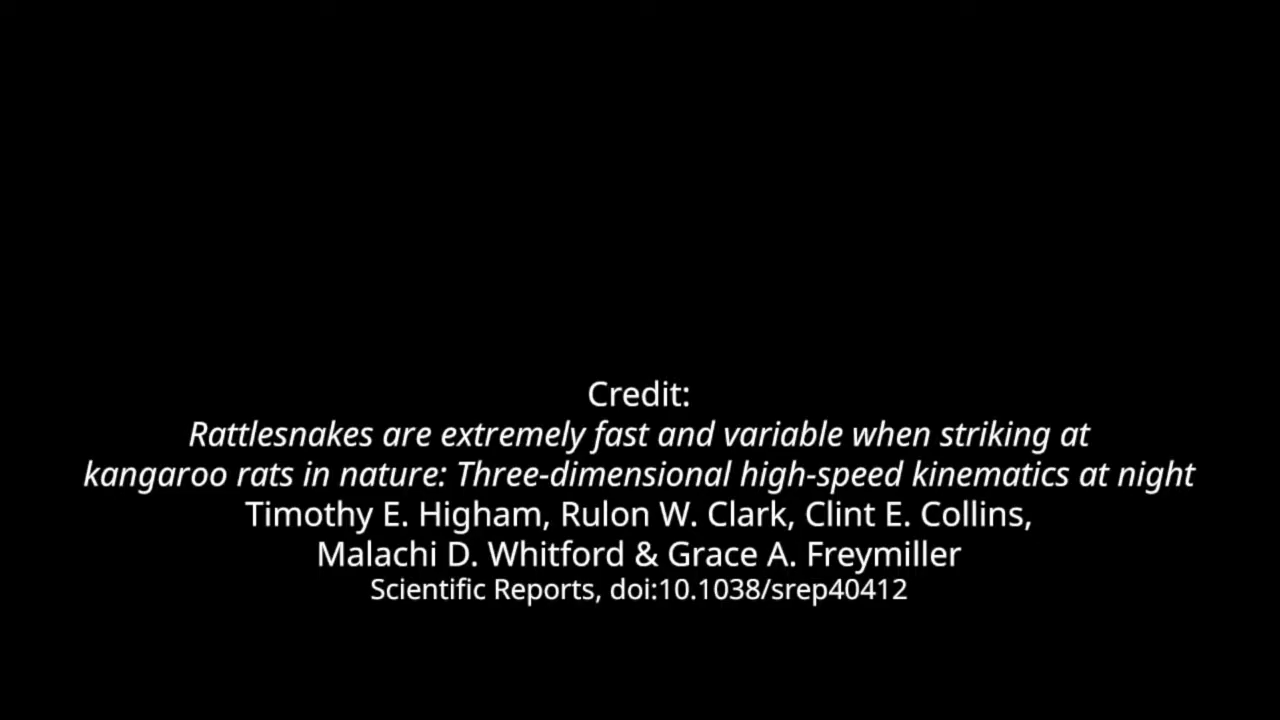 Credit:
Rattlesnakes are extremely fast and variable when striking at
kangaroo rats in nature: Three-dimensional high-speed kinematics at night
Timothy E. Higham, Rulon W. Clark, Clint E. Collins,
Malachi D. Whitford & Grace A. Freymiller
Scientific Reports, doi:10.1038/srep40412